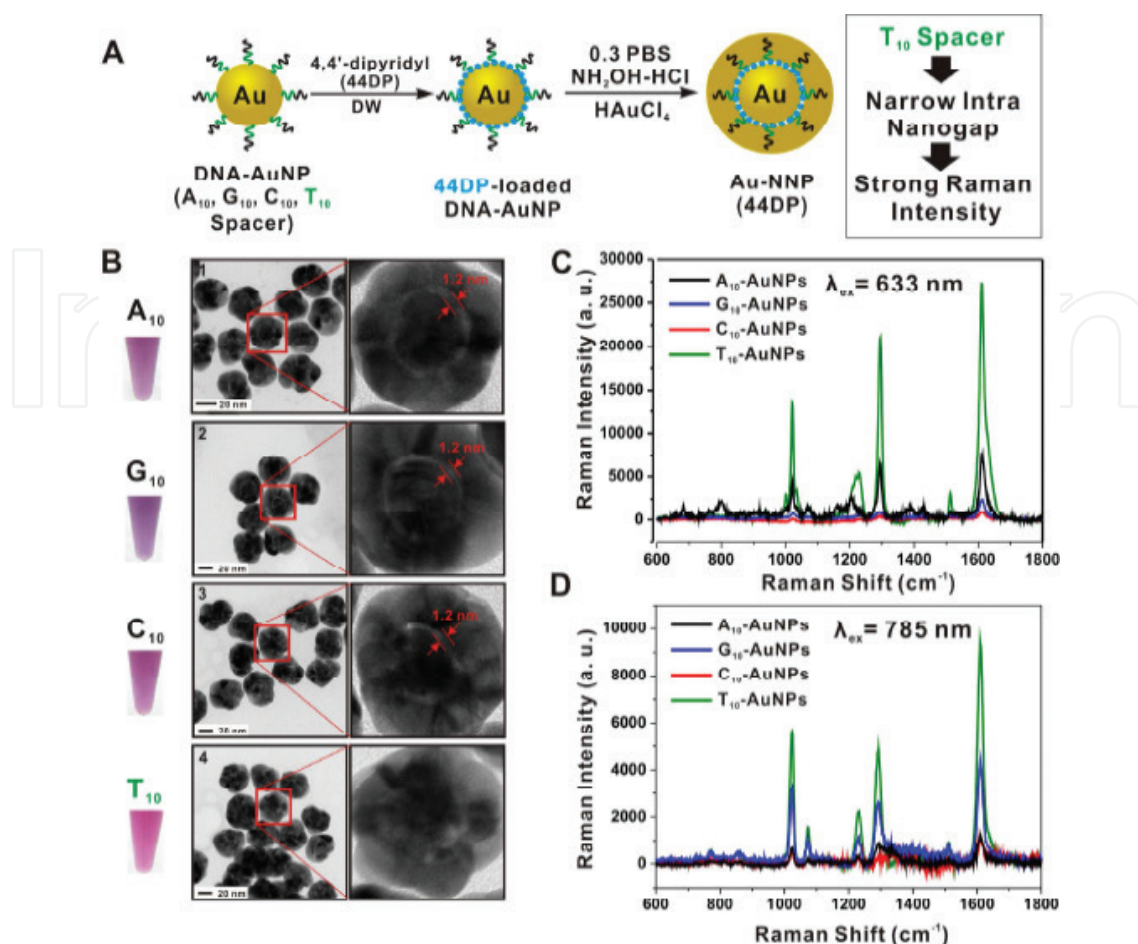 A
Au
4,4'-dipyridyl
(44DP)
DW
Au
0.3 PBS
NH2OH-HCl
HAuCl4
Au
DNA-AuNP
(A10, G10, C10, T10
Spacer)
44DP-loaded
DNA-AuNP
Au-NNP
(44DP)
T10 Spacer
Narrow Intra
Nanogap
Strong Raman
Intensity
B
A10
1
20 nm
1.2 nm
G10
2
20 nm
1.2 nm
C10
3
20 nm
1.2 nm
T10
4
20 nm
C
Raman Intensity (a. u.)
30000
25000
20000
15000
10000
5000
0
A10-AuNPs
G10-AuNPs
C10-AuNPs
T10-AuNPs
λex = 633 nm
600 800 1000 1200 1400 1600 1800
Raman Shift (cm-1)
D
Raman Intensity (a. u.)
10000
8000
6000
4000
2000
0
A10-AuNPs
G10-AuNPs
C10-AuNPs
T10-AuNPs
λex = 785 nm
600 800 1000 1200 1400 1600 1800
Raman Shift (cm-1)